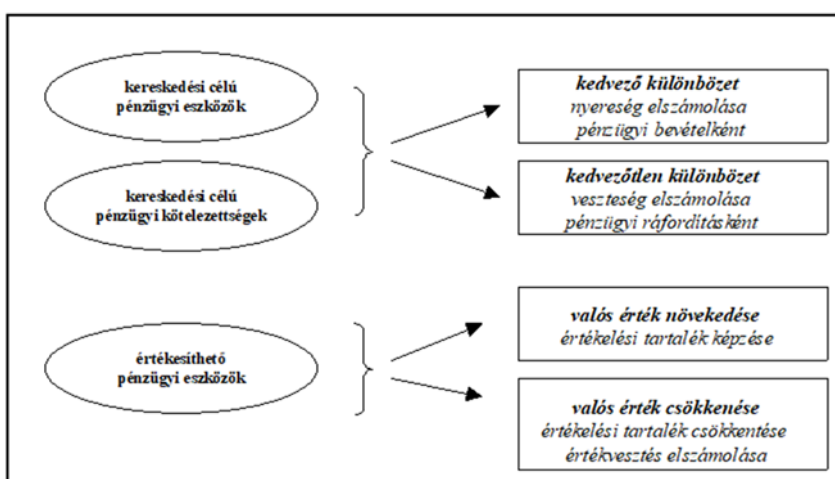 kereskedési célú
pénzügyi eszközök
kereskedési célú
pénzügyi kötelezettségek
kedvező különbözet
nyereség elszámolása
pénzügyi bevételként
kedvezőtlen különbözet
veszteség elszámolása
pénzügyi ráfordításként
értékesíthető
pénzügyi eszközök
valós érték növekedése
értékelési tartalék képzése
valós érték csökkenése
értékelési tartalék csökkentése
értékvesztés elszámolása